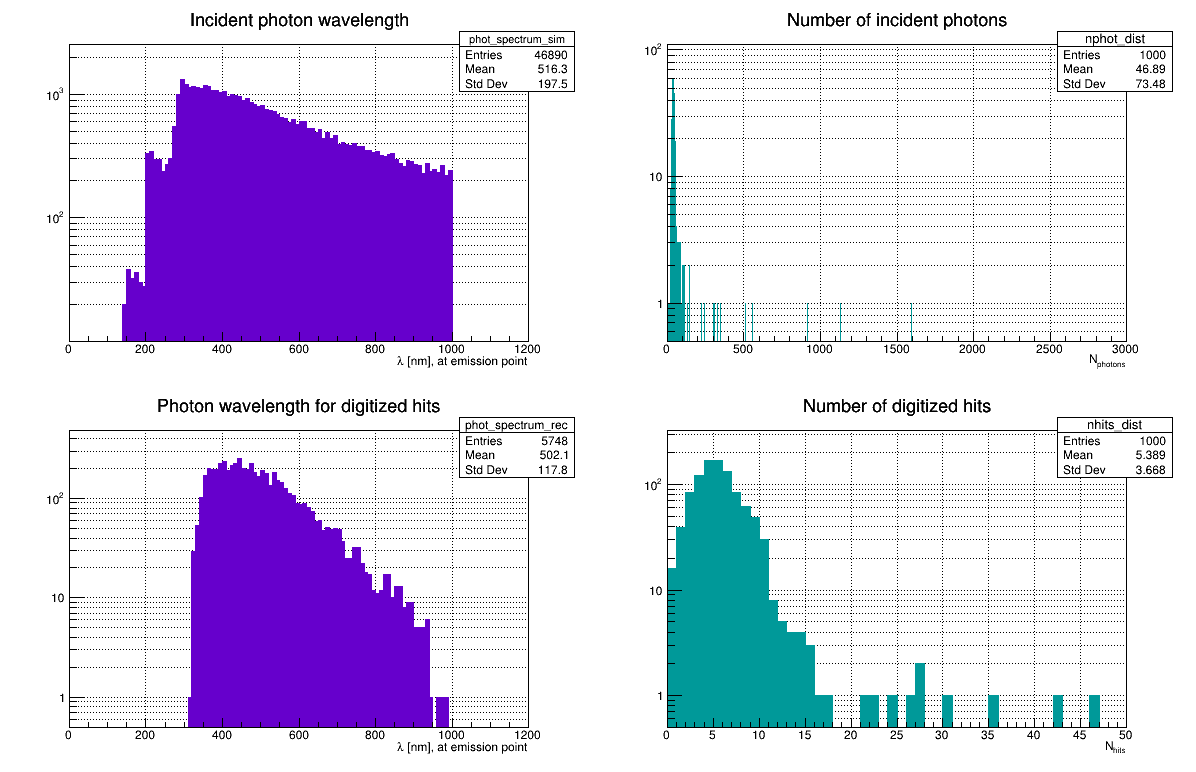 Incident photon wavelength
phot_spectrum_sim
Entries 46890
Mean 516.3
Std Dev 197.5
10³
10²
0 200 400 600 800 1000 1200
λ [nm], at emission point
Number of incident photons
nphot_dist
Entries 1000
Mean 46.89
Std Dev 73.48
10²
10
1
0 500 1000 1500 2000 2500 3000
Nphotons
Photon wavelength for digitized hits
phot_spectrum_rec
Entries 5748
Mean 502.1
Std Dev 117.8
10²
10
1
0 200 400 600 800 1000 1200
λ [nm], at emission point
Number of digitized hits
nhits_dist
Entries 1000
Mean 5.389
Std Dev 3.668
10²
10
1
0 5 10 15 20 25 30 35 40 45 50
Nhits